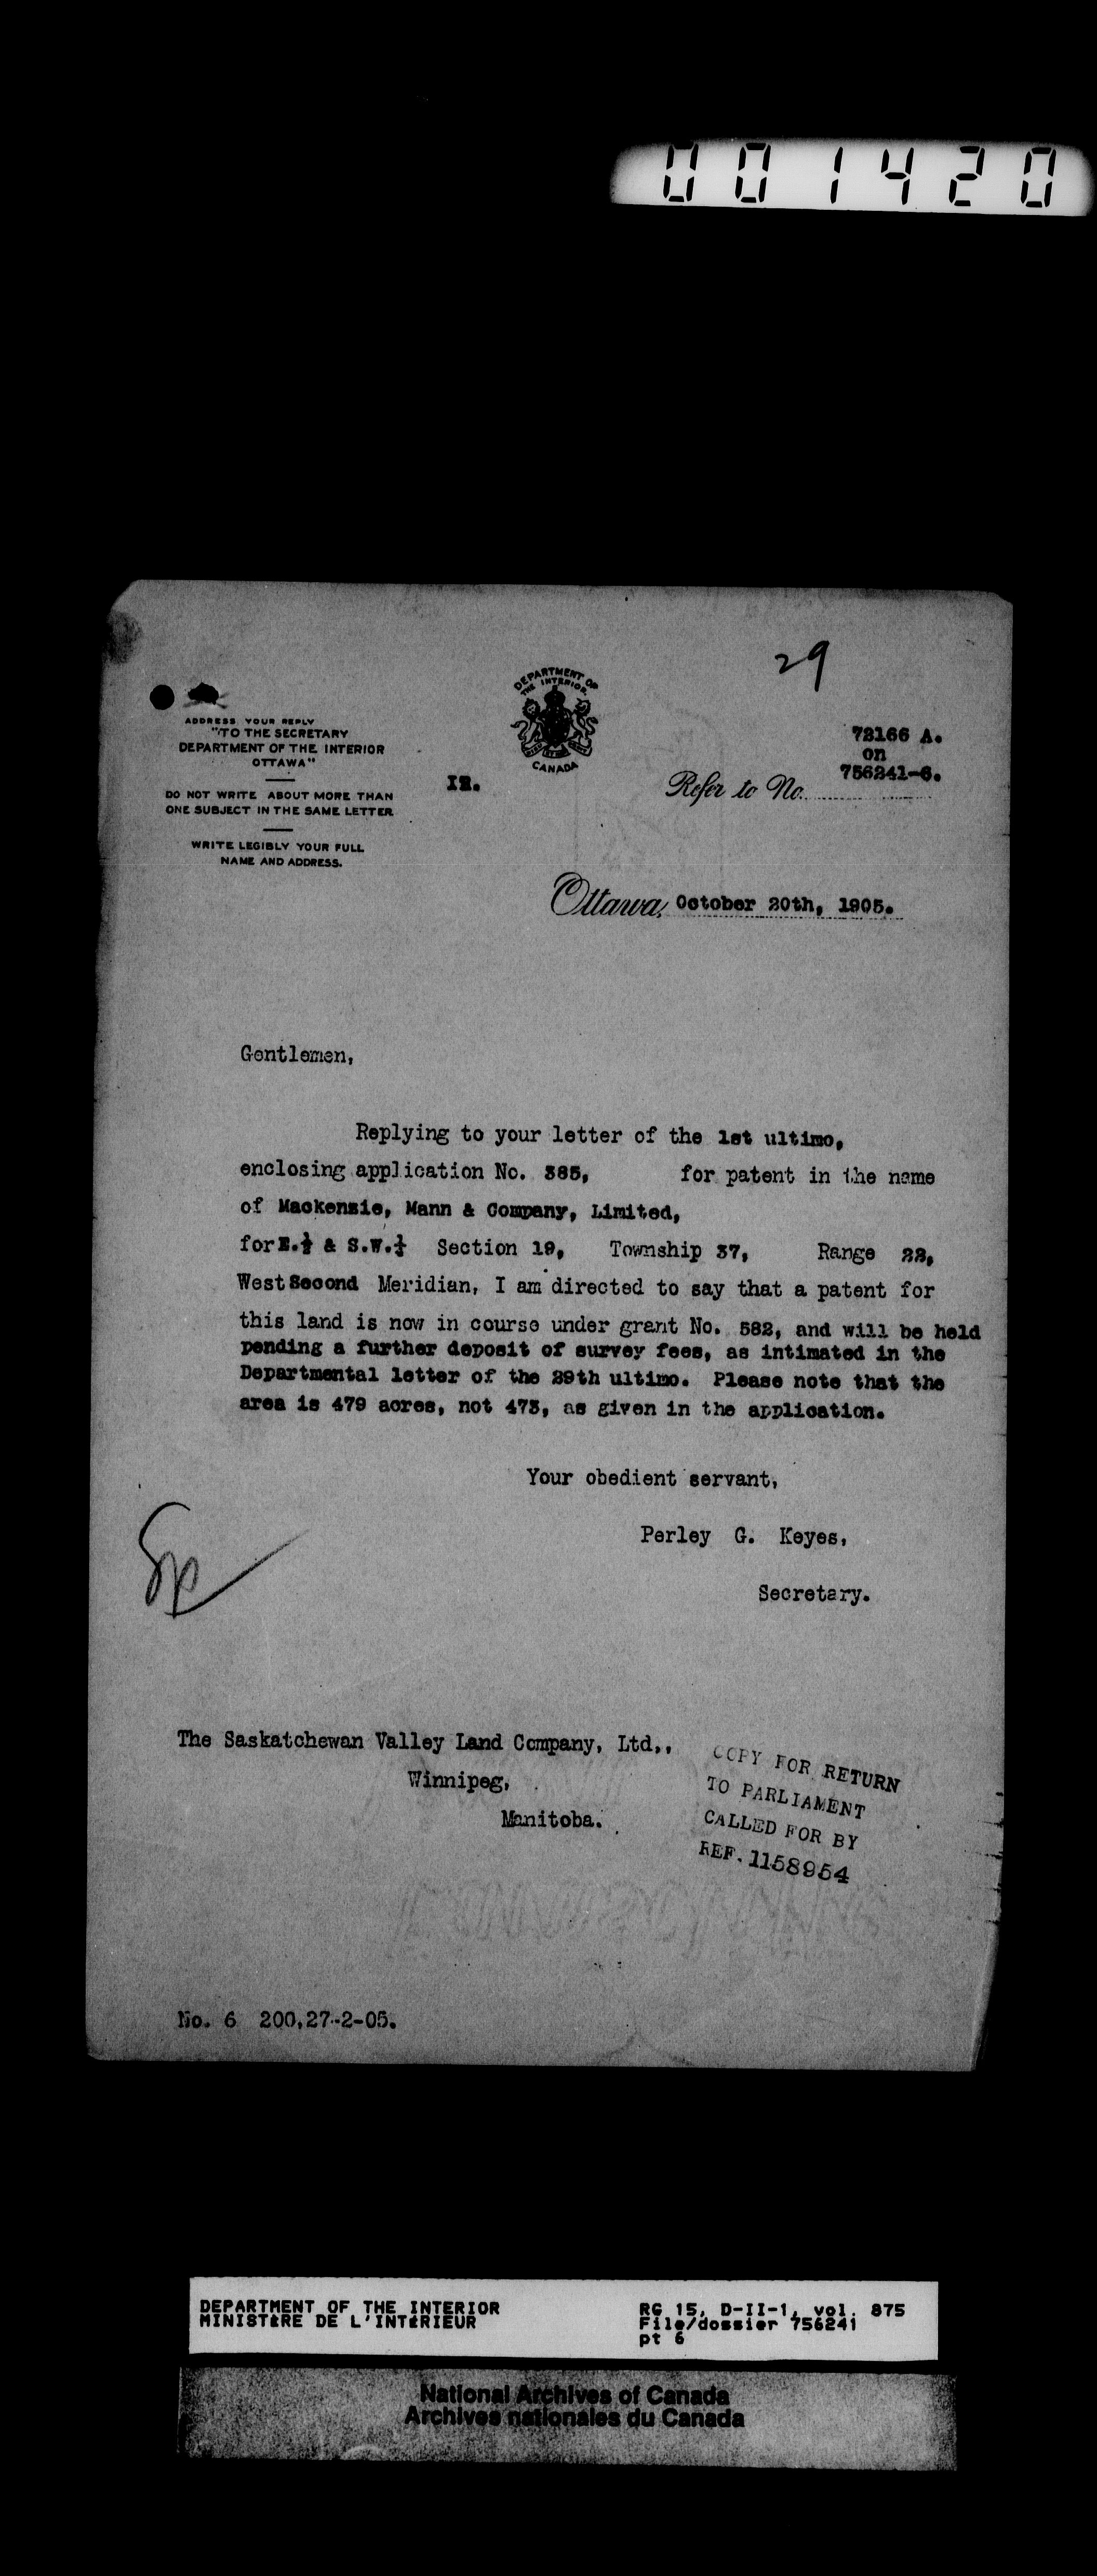 001420
29
ADDRESS YOUR REPLY
"TO THE SECRETARY
DEPARTMENT OF THE INTERIOR
OTTAWA"
DO NOT WRITE ABOUT MORE THAN
ONE SUBJECT IN THE SAME LETTER
WRITE LEGIBLY YOUR FULL
NAME AND ADDRESS.
DEPARTMENT OF
THE INTERIOR
CANADA
72166 A.
on
756241-6.
Refer to No.
Ottawa, October 20th, 1905.
Gentlemen,
Replying to your letter of the 1st ultimo,
enclosing application No. 385, for patent in the name
of Mackenzie, Mann & Company, Limited,
for E.½ & S.W.¼ Section 19, Township 37, Range 22,
West Second Meridian, I am directed to say that a patent for
this land is now in course under grant No. 582, and will be held
pending a further deposit of survey fees, as intimated in the
Departmental letter of the 29th ultimo. Please note that the
area is 479 acres, not 473, as given in the application.
Your obedient servant,
Perley G. Keyes,
Secretary.
The Saskatchewan Valley Land Company, Ltd.,
Winnipeg,
Manitoba.
COPY FOR RETURN
TO PARLIAMENT
CALLED FOR BY
REF. 1158954
No. 6 200,27-2-05.
DEPARTMENT OF THE INTERIOR
MINISTÈRE DE L'INTÉRIEUR
RG 15, D-II-1, vol. 875
File/dossier 756241
pt 6
National Archives of Canada
Archives nationales du Canada